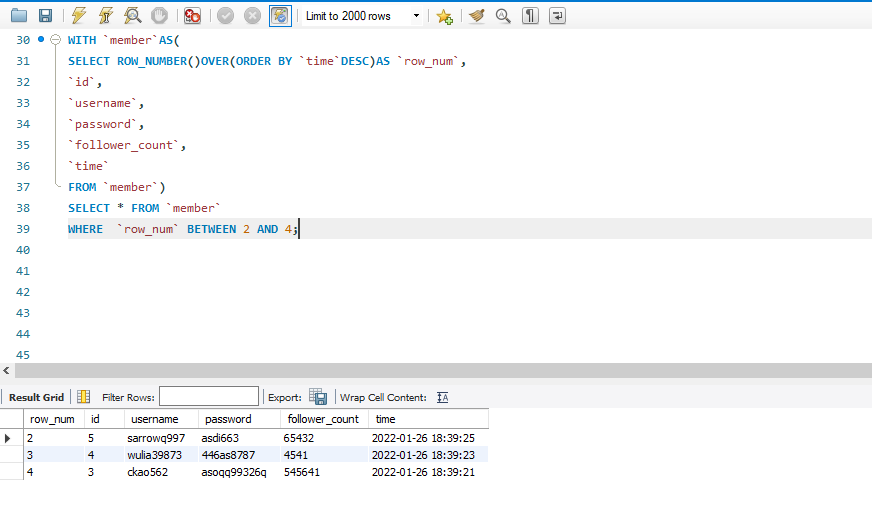 Limit to 2000 rows
30 WITH `member`AS(
31 SELECT ROW_NUMBER()OVER(ORDER BY `time`DESC)AS `row_num`,
32 `id`,
33 `username`,
34 `password`,
35 `follower_count`,
36 `time`
37 FROM `member`)
38 SELECT * FROM `member`
39 WHERE  `row_num` BETWEEN 2 AND 4;
40
41
42
43
44
45
Result Grid Filter Rows: Export: Wrap Cell Content:
row_num id username password follower_count time
2 5 sarrowq997 asdi663 65432 2022-01-26 18:39:25
3 4 wulia39873 446as8787 4541 2022-01-26 18:39:23
4 3 ckao562 asoqq99326q 545641 2022-01-26 18:39:21